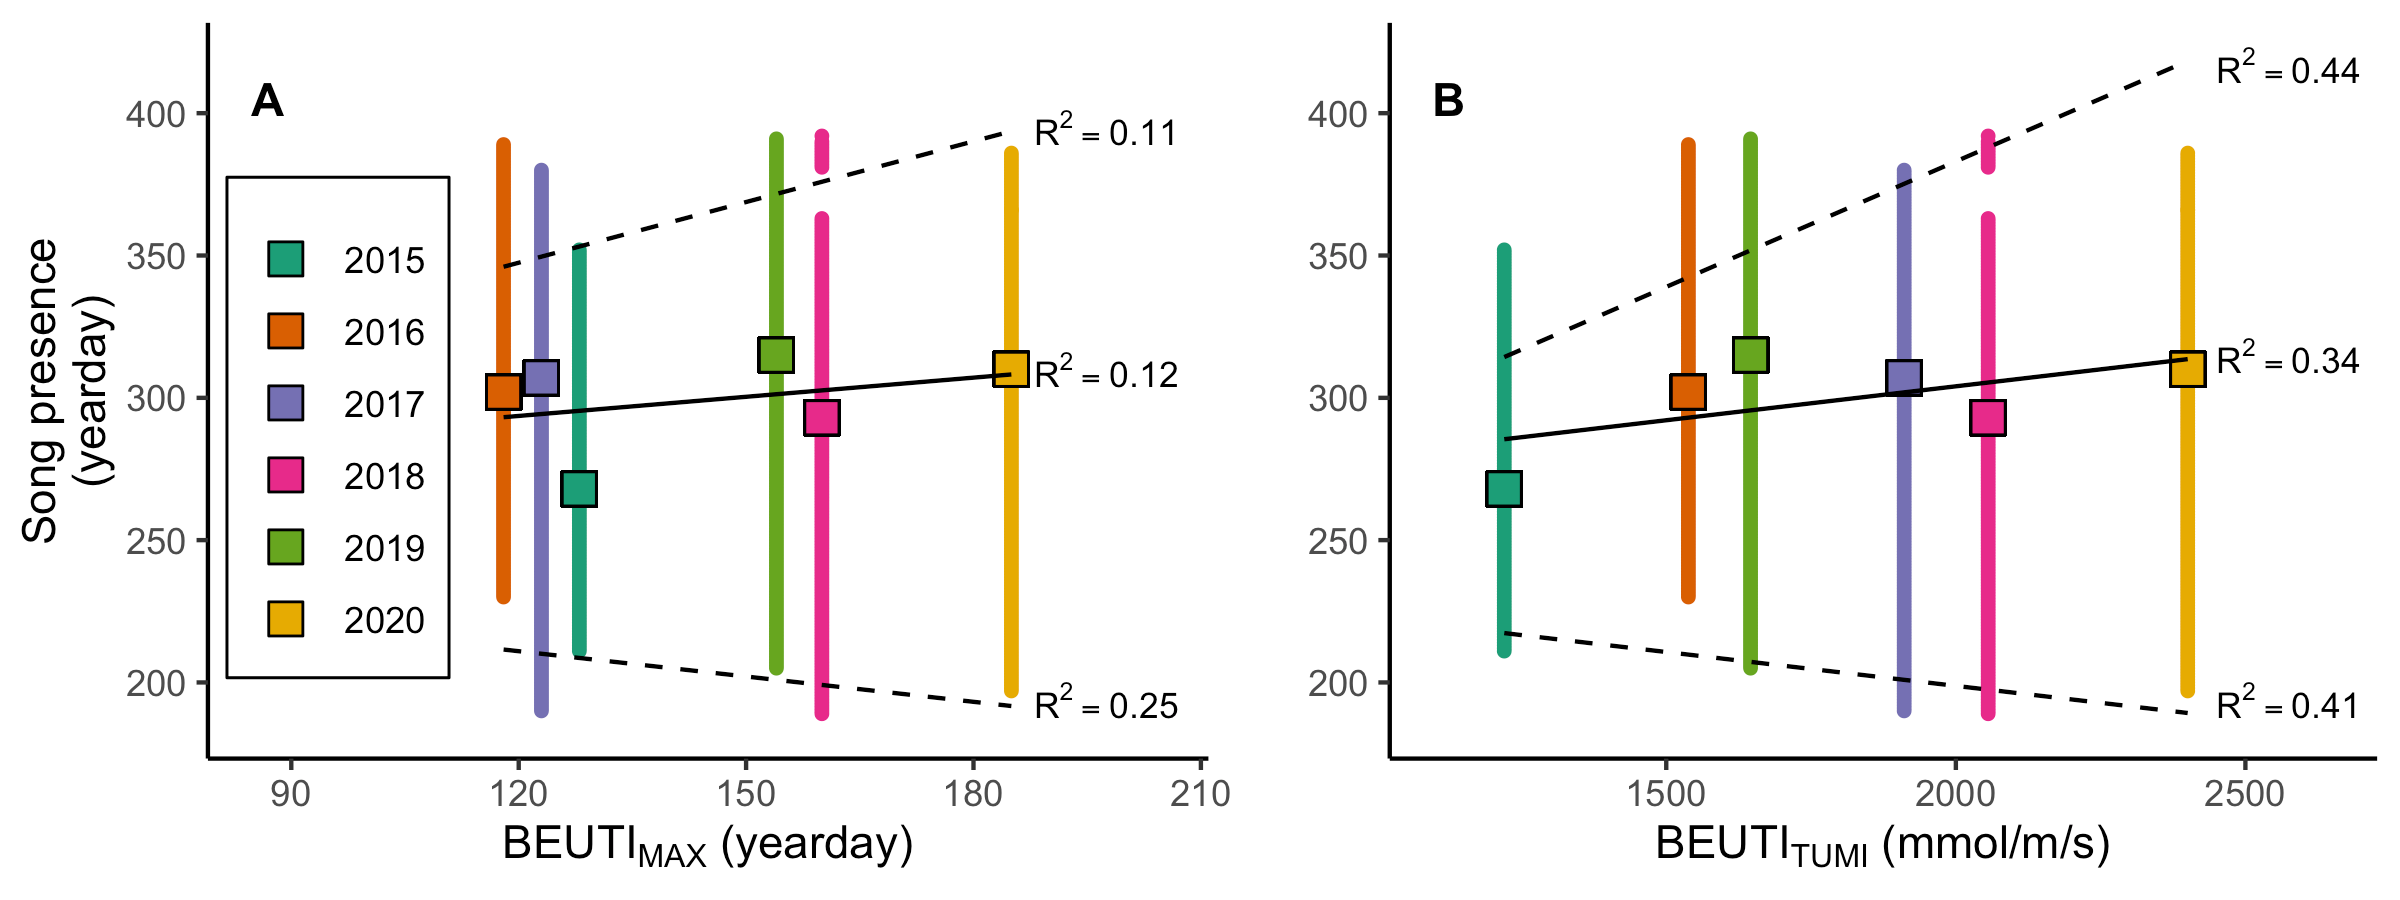 A
B
Song presence
(yearday)
400
350
300
250
200
2015
2016
2017
2018
2019
2020
R² = 0.11
R² = 0.12
R² = 0.25
90
120
150
180
210
BEUTI_MAX (yearday)
400
350
300
250
200
R² = 0.44
R² = 0.34
R² = 0.41
1500
2000
2500
BEUTI_TUMI (mmol/m/s)